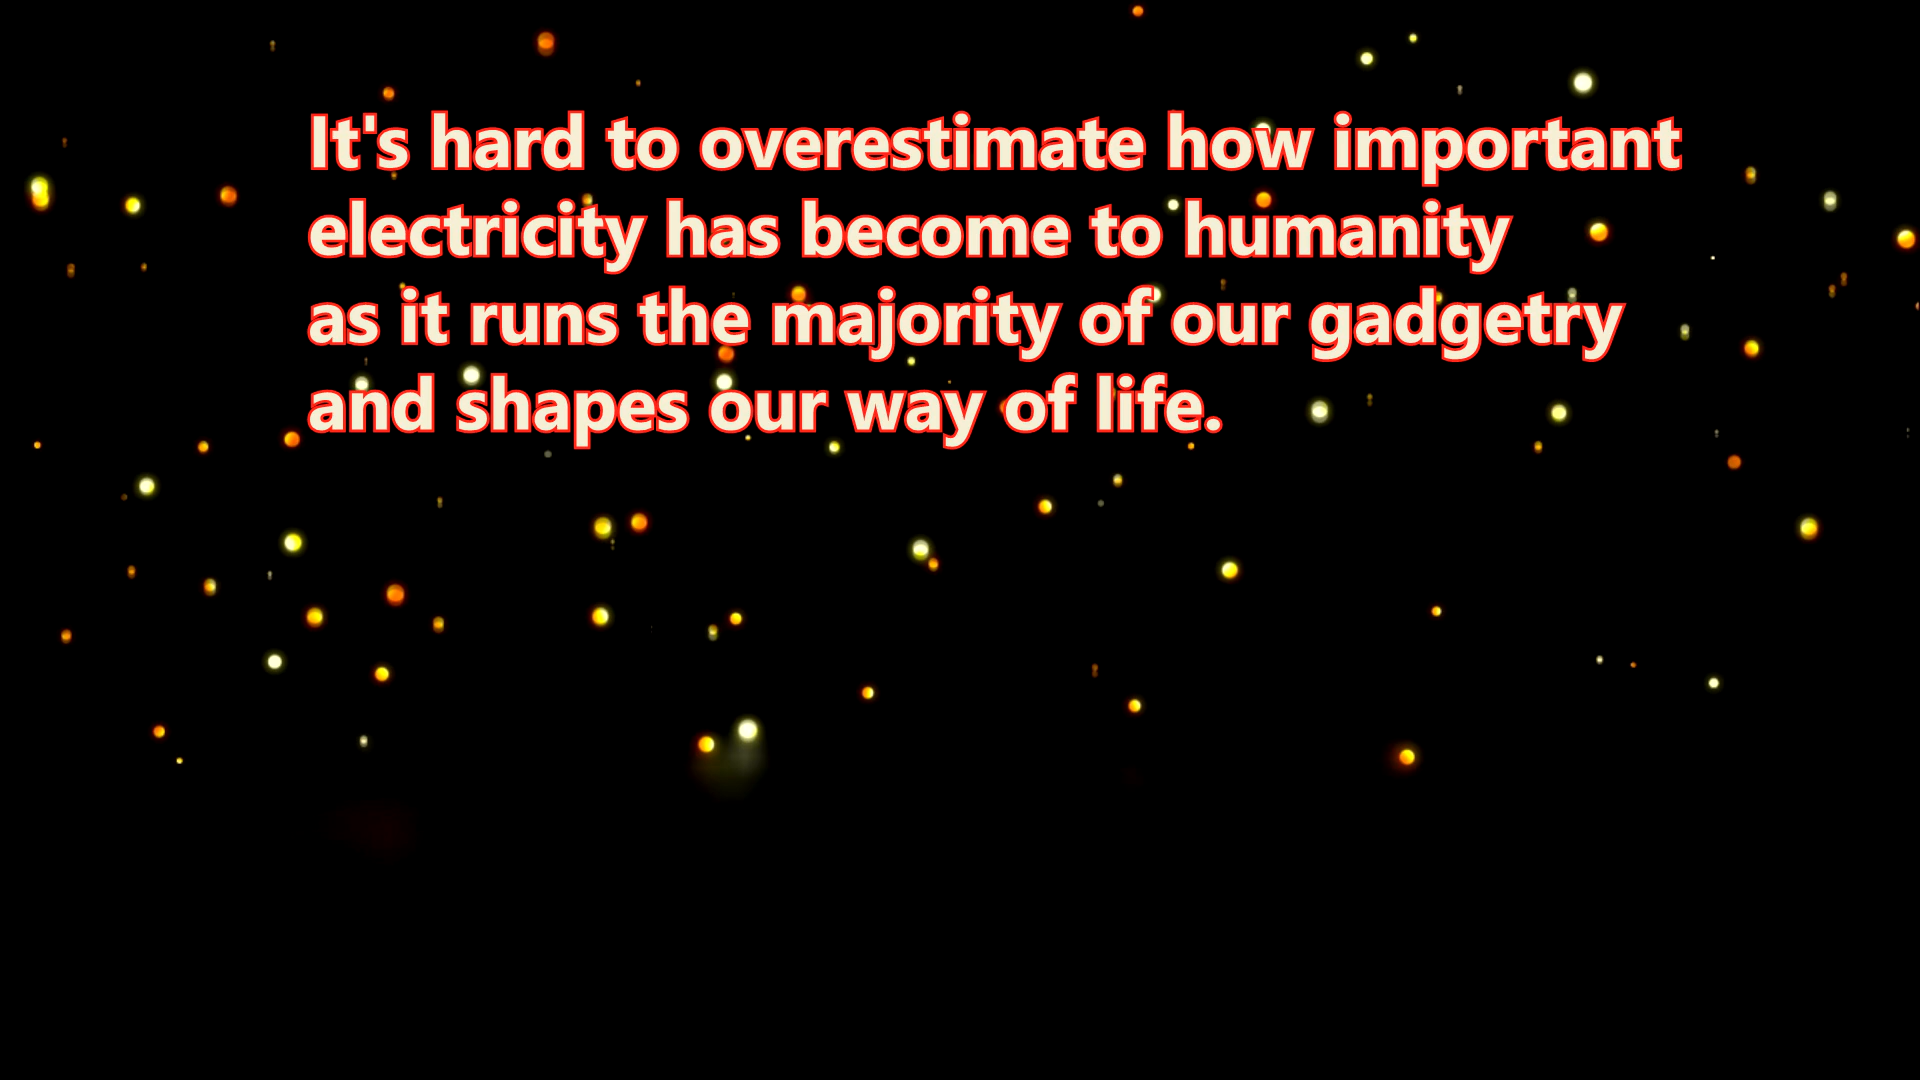 It's hard to overestimate how important
electricity has become to humanity
as it runs the majority of our gadgetry
and shapes our way of life.